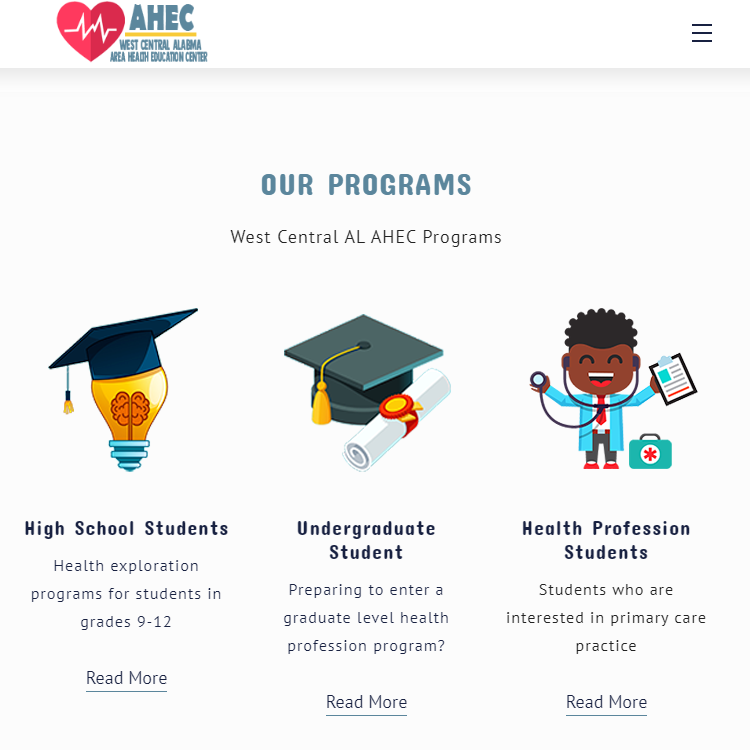 AHEC
WEST CENTRAL ALABMA
AREA HEALTH EDUCATION CENTER
OUR PROGRAMS
West Central AL AHEC Programs
High School Students
Health exploration
programs for students in
grades 9-12
Read More
Undergraduate
Student
Preparing to enter a
graduate level health
profession program?
Read More
Health Profession
Students
Students who are
interested in primary care
practice
Read More